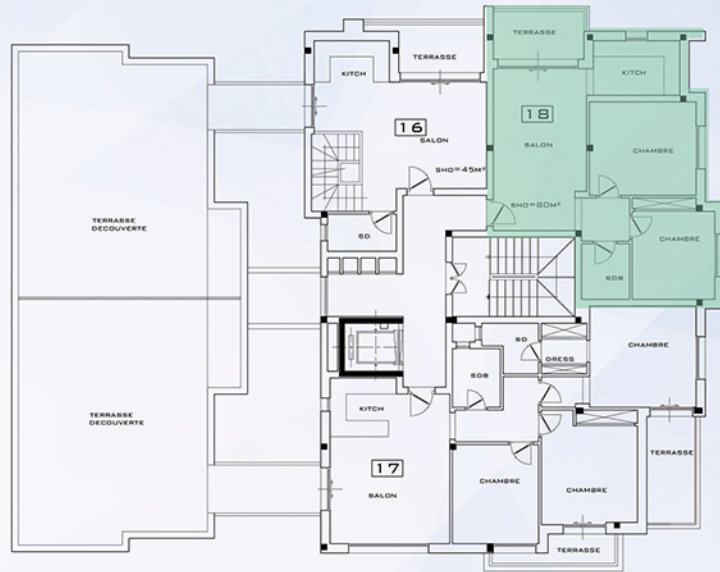 TERRASSE
TERRASSE
KITCH
KITCH
16
18
SALON
SALON
CHAMBRE
SHO=45M²
SHO=80M²
TERRASSE
DECOUVERTE
SD
CHAMBRE
SDB
SD
DRESS
CHAMBRE
SDB
KITCH
TERRASSE
DECOUVERTE
TERRASSE
17
SALON
CHAMBRE
CHAMBRE
TERRASSE